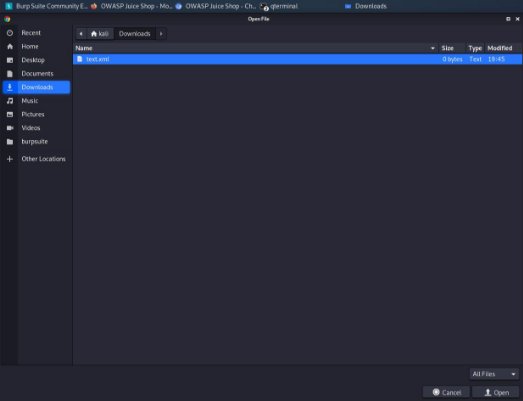 Burp Suite Community E.. OWASP Juice Shop - Mo.. OWASP Juice Shop - Ch.. qterminal Downloads
Open File
Recent
Home
Desktop
Documents
Downloads
Music
Pictures
Videos
burpsuite
Other Locations
kali Downloads
Name Size Type Modified
text.xml 0 bytes Text 19:45
All Files
Cancel Open